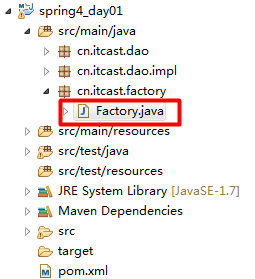 spring4_day01
src/main/java
cn.itcast.dao
cn.itcast.dao.impl
cn.itcast.factory
Factory.java
src/main/resources
src/test/java
src/test/resources
JRE System Library [JavaSE-1.7]
Maven Dependencies
src
target
pom.xml